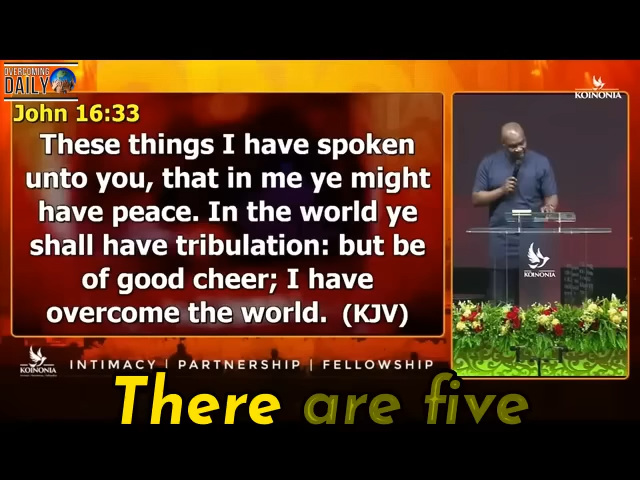 OVERCOMING
DAILY
KOINONIA
John 16:33
These things I have spoken
unto you, that in me ye might
have peace. In the world ye
shall have tribulation: but be
of good cheer; I have
overcome the world. (KJV)
KOINONIA
KOINONIA
INTIMACY | PARTNERSHIP | FELLOWSHIP
There are five